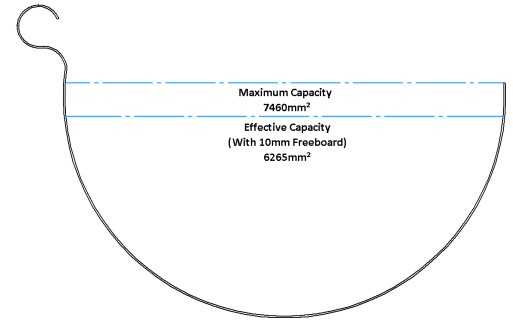 Maximum Capacity
7460mm²
Effective Capacity
(With 10mm Freeboard)
6265mm²